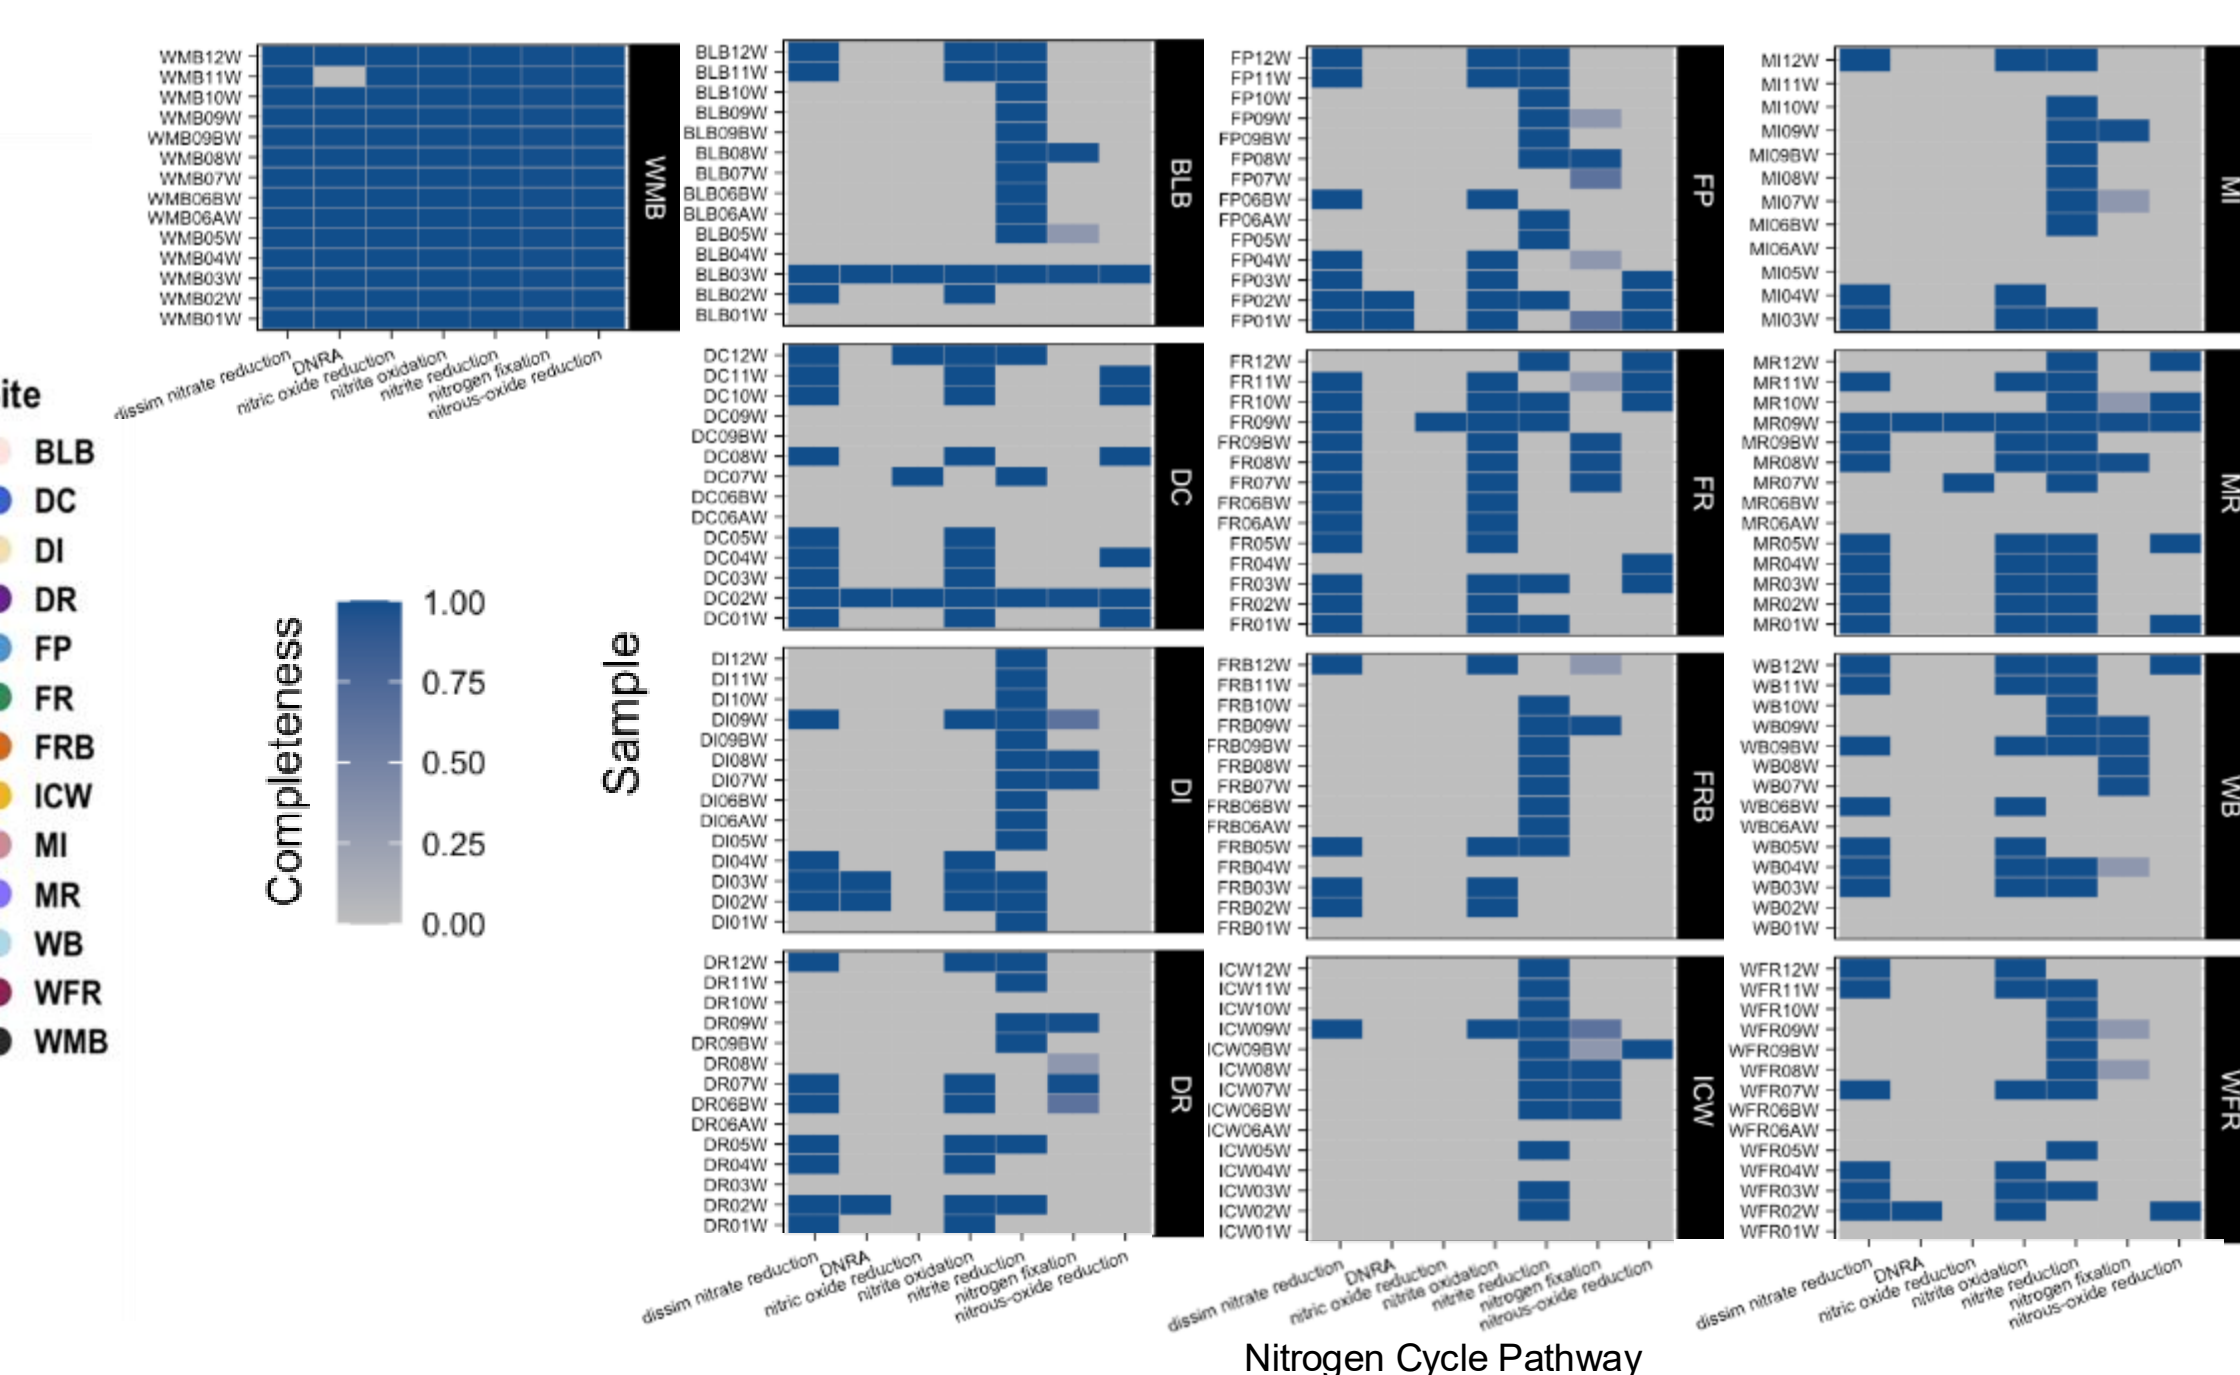 WMB12W
WMB11W
WMB10W
WMB09W
WMB09BW
WMB08W
WMB07W
WMB06BW
WMB06AW
WMB05W
WMB04W
WMB03W
WMB02W
WMB01W
WMB
dissim nitrate reduction
DNRA
nitric oxide reduction
nitrite oxidation
nitrite reduction
nitrogen fixation
nitrous-oxide reduction
ite
BLB
DC
DI
DR
FP
FR
FRB
ICW
MI
MR
WB
WFR
WMB
Completeness
1.00
0.75
0.50
0.25
0.00
Sample
BLB12W
BLB11W
BLB10W
BLB09W
BLB09BW
BLB08W
BLB07W
BLB06BW
BLB06AW
BLB05W
BLB04W
BLB03W
BLB02W
BLB01W
BLB
DC12W
DC11W
DC10W
DC09W
DC09BW
DC08W
DC07W
DC06BW
DC06AW
DC05W
DC04W
DC03W
DC02W
DC01W
DC
DI12W
DI11W
DI10W
DI09W
DI09BW
DI08W
DI07W
DI06BW
DI06AW
DI05W
DI04W
DI03W
DI02W
DI01W
DI
DR12W
DR11W
DR10W
DR09W
DR09BW
DR08W
DR07W
DR06BW
DR06AW
DR05W
DR04W
DR03W
DR02W
DR01W
DR
dissim nitrate reduction
DNRA
nitric oxide reduction
nitrite oxidation
nitrite reduction
nitrogen fixation
nitrous-oxide reduction
FP12W
FP11W
FP10W
FP09W
FP09BW
FP08W
FP07W
FP06BW
FP06AW
FP05W
FP04W
FP03W
FP02W
FP01W
FP
FR12W
FR11W
FR10W
FR09W
FR09BW
FR08W
FR07W
FR06BW
FR06AW
FR05W
FR04W
FR03W
FR02W
FR01W
FR
FRB12W
FRB11W
FRB10W
FRB09W
FRB09BW
FRB08W
FRB07W
FRB06BW
FRB06AW
FRB05W
FRB04W
FRB03W
FRB02W
FRB01W
FRB
ICW12W
ICW11W
ICW10W
ICW09W
ICW09BW
ICW08W
ICW07W
ICW06BW
ICW06AW
ICW05W
ICW04W
ICW03W
ICW02W
ICW01W
ICW
dissim nitrate reduction
DNRA
nitric oxide reduction
nitrite oxidation
nitrite reduction
nitrogen fixation
nitrous-oxide reduction
MI12W
MI11W
MI10W
MI09W
MI09BW
MI08W
MI07W
MI06BW
MI06AW
MI05W
MI04W
MI03W
MI
MR12W
MR11W
MR10W
MR09W
MR09BW
MR08W
MR07W
MR06BW
MR06AW
MR05W
MR04W
MR03W
MR02W
MR01W
MR
WB12W
WB11W
WB10W
WB09W
WB09BW
WB08W
WB07W
WB06BW
WB06AW
WB05W
WB04W
WB03W
WB02W
WB01W
WB
WFR12W
WFR11W
WFR10W
WFR09W
WFR09BW
WFR08W
WFR07W
WFR06BW
WFR06AW
WFR05W
WFR04W
WFR03W
WFR02W
WFR01W
WFR
dissim nitrate reduction
DNRA
nitric oxide reduction
nitrite oxidation
nitrite reduction
nitrogen fixation
nitrous-oxide reduction
Nitrogen Cycle Pathway